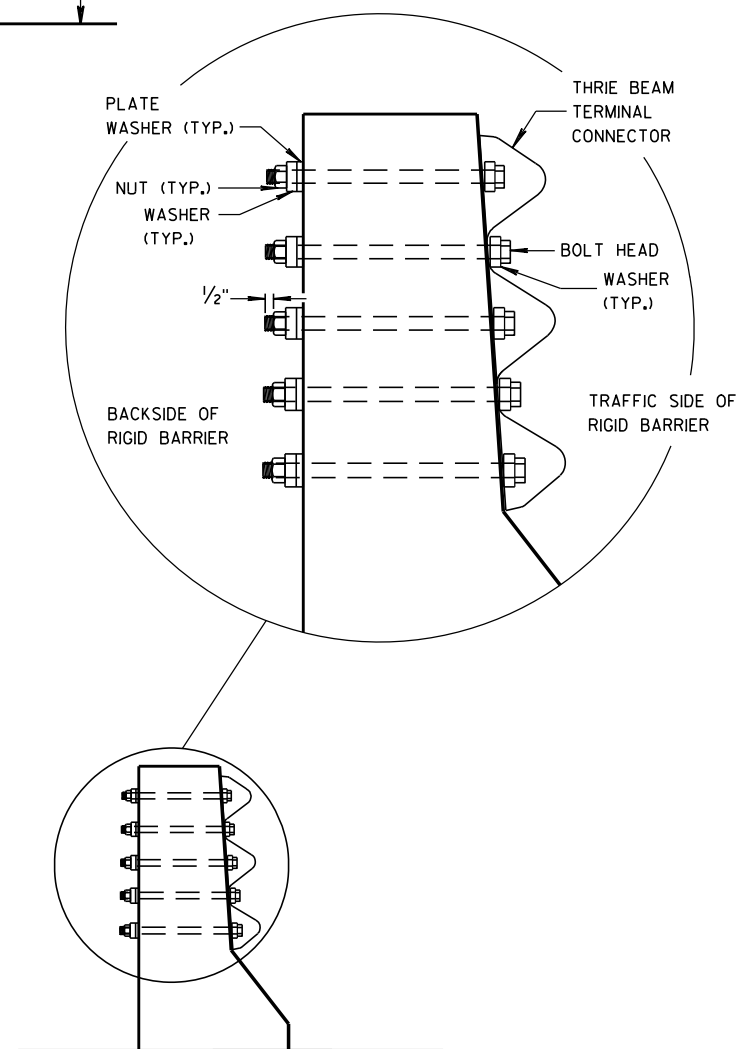 THRIE BEAM
TERMINAL
CONNECTOR
PLATE
WASHER (TYP.)
NUT (TYP.)
WASHER
(TYP.)
BOLT HEAD
WASHER
(TYP.)
1/2"
BACKSIDE OF
RIGID BARRIER
TRAFFIC SIDE OF
RIGID BARRIER